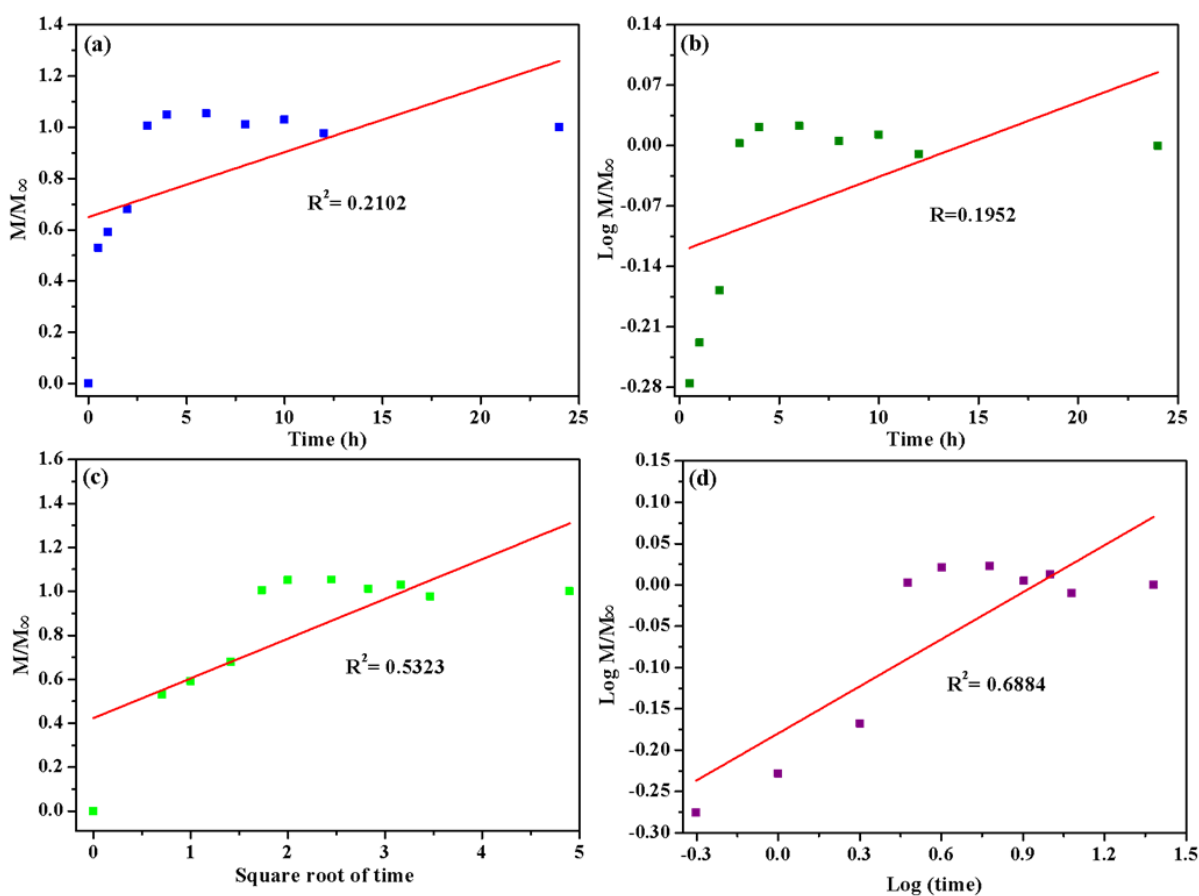 (a)
1.4
1.2
1.0
0.8
0.6
0.4
0.2
0.0
M/M∞
R²= 0.2102
0 5 10 15 20 25
Time (h)
(b)
0.14
0.07
0.00
-0.07
-0.14
-0.21
-0.28
Log M/M∞
R=0.1952
0 5 10 15 20 25
Time (h)
(c)
1.6
1.4
1.2
1.0
0.8
0.6
0.4
0.2
0.0
M/M∞
R²= 0.5323
0 1 2 3 4 5
Square root of time
(d)
0.15
0.10
0.05
0.00
-0.05
-0.10
-0.15
-0.20
-0.25
-0.30
Log M/M∞
R²= 0.6884
-0.3 0.0 0.3 0.6 0.9 1.2 1.5
Log (time)